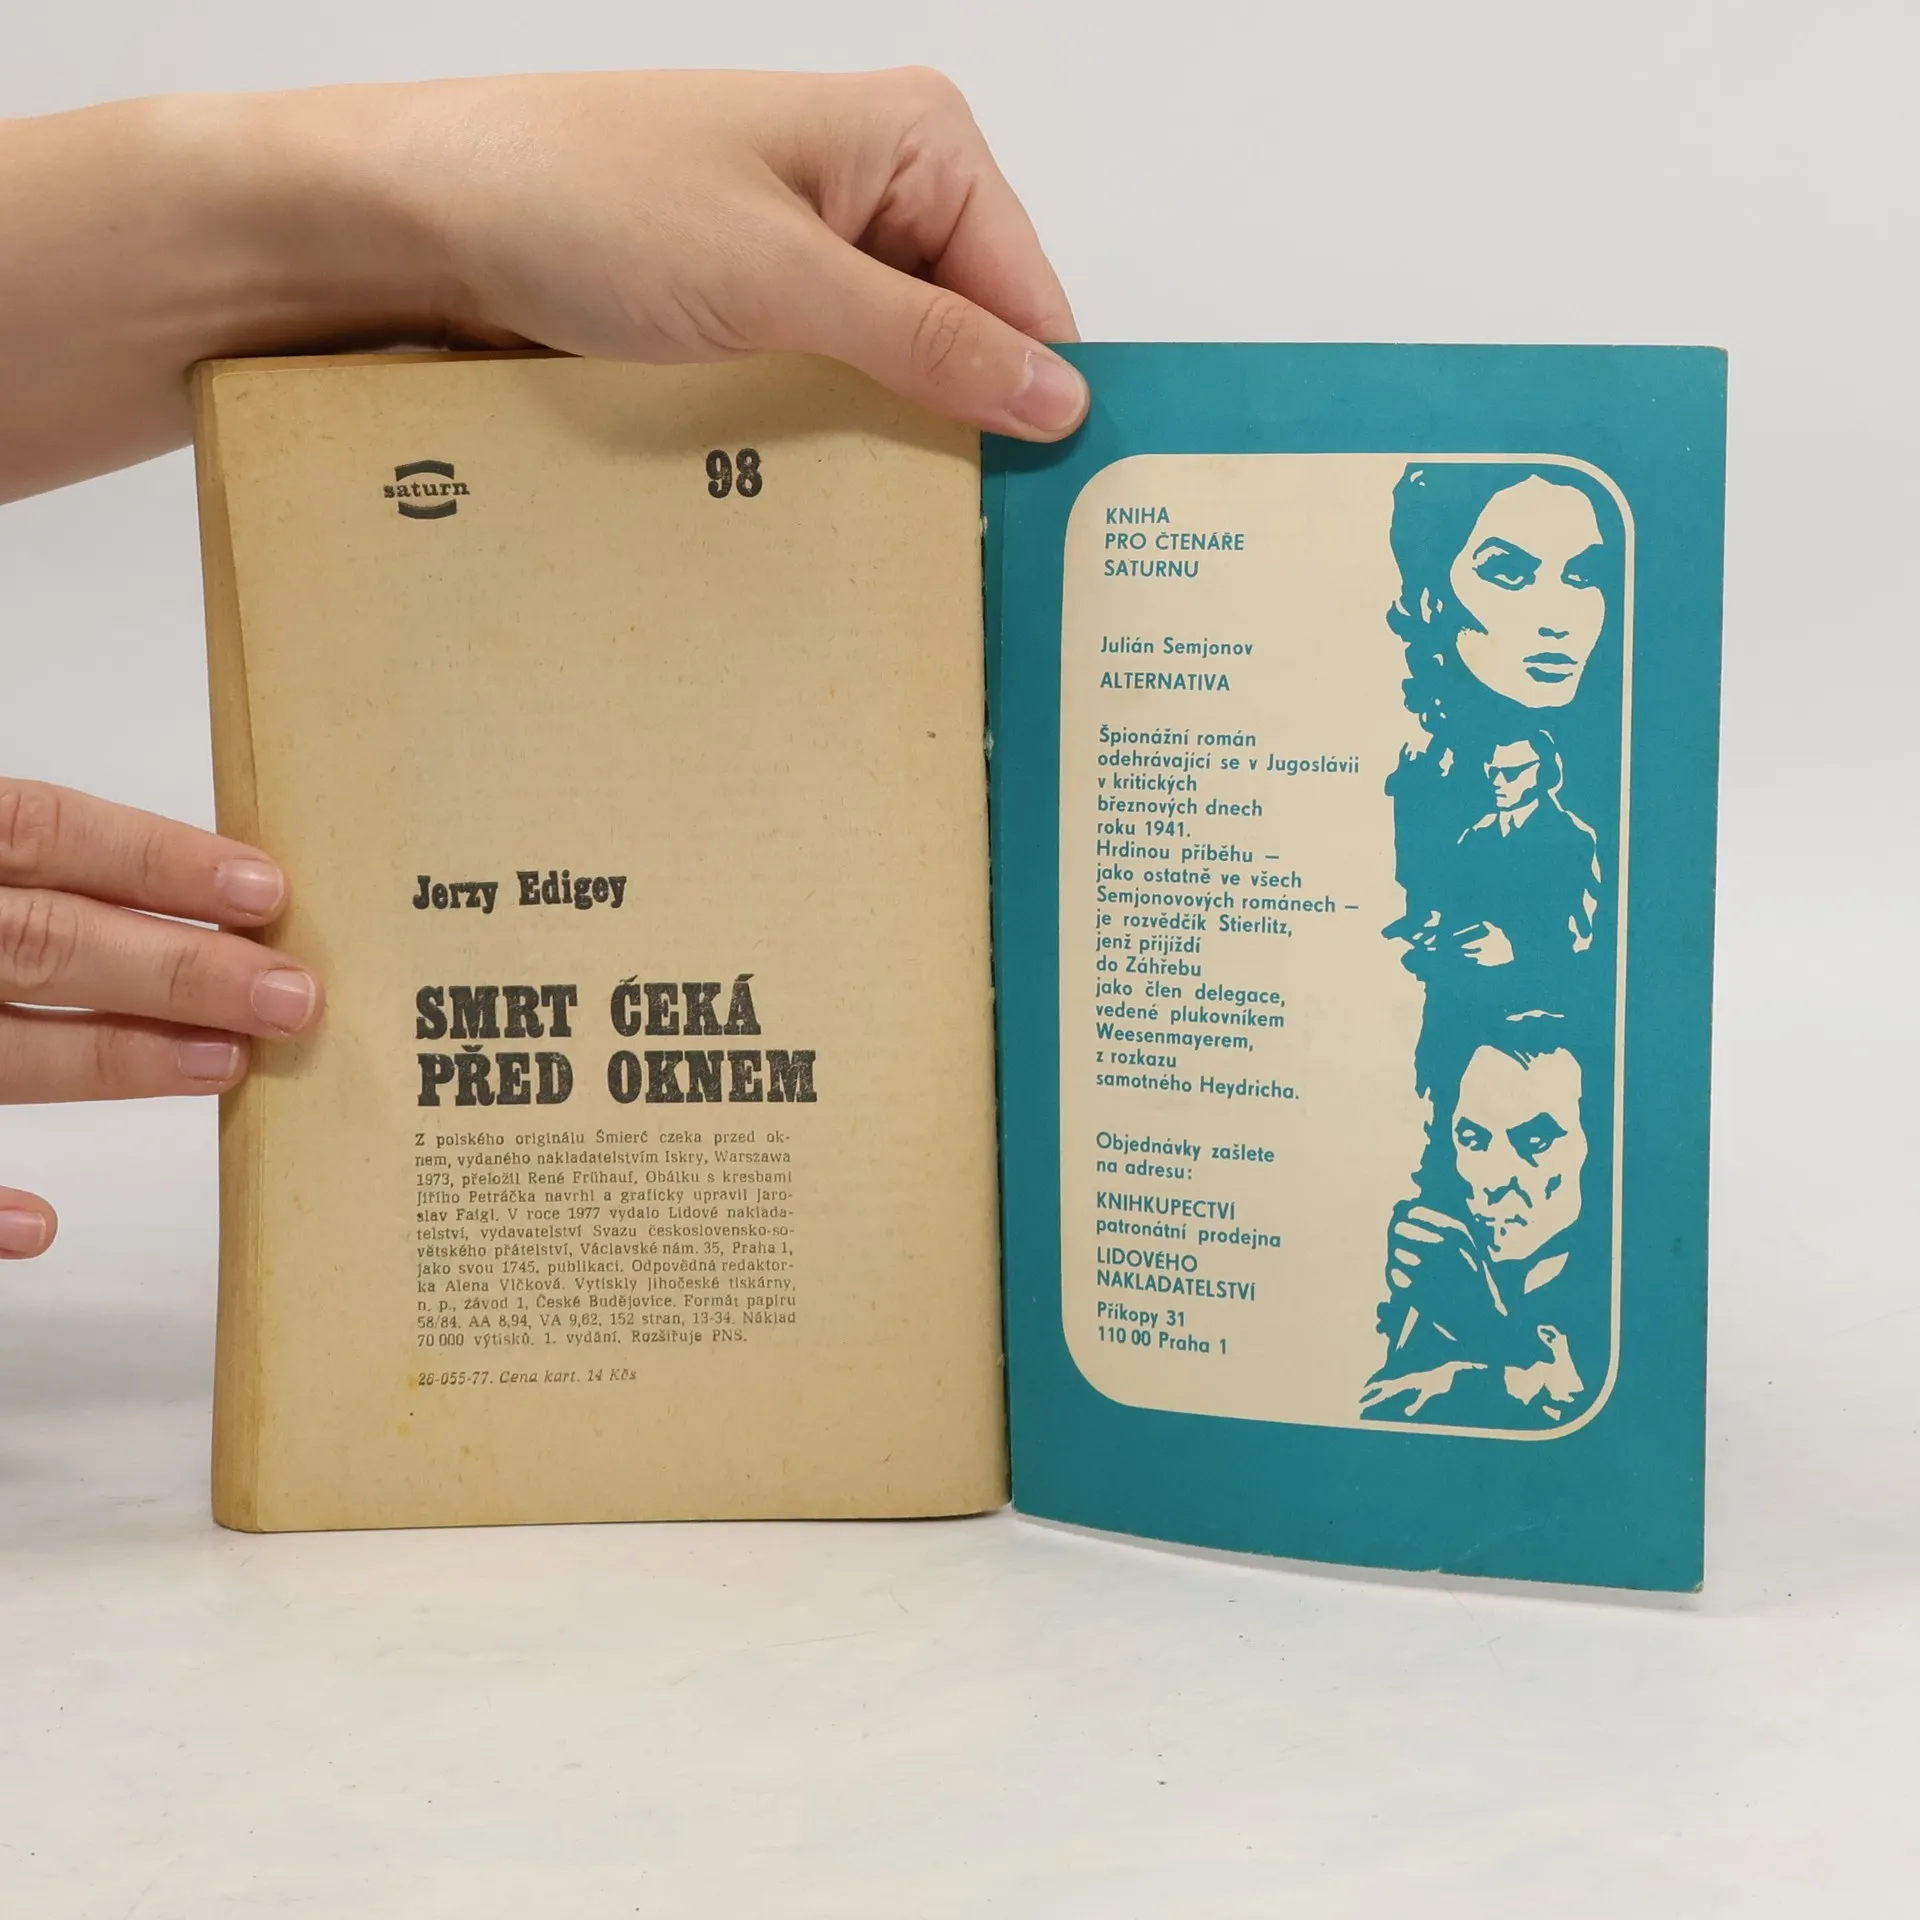 saturn
98
Jerzy Edigey
SMRT ČEKÁ
PŘED OKNEM
Z polského originálu Śmierć czeka przed ok-
nem, vydaného nakladatelstvím Iskry, Warszawa
1973, přeložil René Frühauf. Obálku s kresbami
Jiřího Petráčka navrhl a graficky upravil Jaro-
slav Faigl. V roce 1977 vydalo Lidové naklada-
telství, vydavatelství Svazu československo-so-
větského přátelství, Václavské nám. 35, Praha 1,
jako svou 1745. publikaci. Odpovědná redaktor-
ka Alena Vlčková. Vytiskly Jihočeské tiskárny,
n. p., závod 1, České Budějovice. Formát papíru
58/84. AA 8,94, VA 9,62, 152 stran, 13-34. Náklad
70 000 výtisků. 1. vydání. Rozšiřuje PNS.
26-055-77. Cena kart. 14 Kčs
KNIHA
PRO ČTENÁŘE
SATURNU
Julián Semjonov
ALTERNATIVA
Špionážní román
odehrávající se v Jugoslávii
v kritických
březnových dnech
roku 1941.
Hrdinou příběhu —
jako ostatně ve všech
Semjonovových románech —
je rozvědčík Stierlitz,
jenž přijíždí
do Záhřebu
jako člen delegace,
vedené plukovníkem
Weesenmayerem,
z rozkazu
samotného Heydricha.
Objednávky zašlete
na adresu:
KNIHKUPECTVÍ
patronátní prodejna
LIDOVÉHO
NAKLADATELSTVÍ
Příkopy 31
110 00 Praha 1